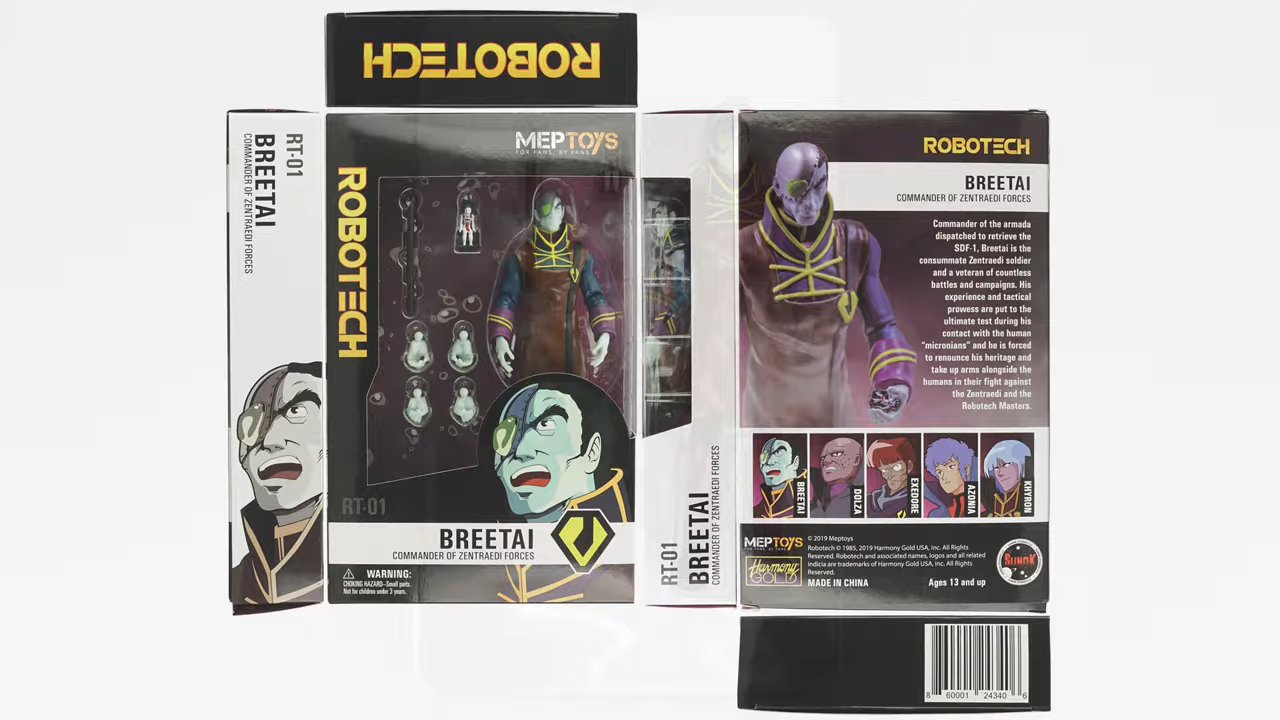 ROBOTECH
RT-01
BREETAI
COMMANDER OF ZENTRAEDI FORCES
MEPTOYS
FOR FANS, BY FANS
ROBOTECH
RT-01
BREETAI
COMMANDER OF ZENTRAEDI FORCES
WARNING:
CHOKING HAZARD—Small parts.
Not for children under 3 years.
RT-01
BREETAI
COMMANDER OF ZENTRAEDI FORCES
ROBOTECH
BREETAI
COMMANDER OF ZENTRAEDI FORCES
Commander of the armada
dispatched to retrieve the
SDF-1, Breetai is the
consummate Zentraedi soldier
and a veteran of countless
battles and campaigns. His
experience and tactical
prowess are put to the
ultimate test during his
contact with the human
"micronians" and he is forced
to renounce his heritage and
take up arms alongside the
humans in their fight against
the Zentraedi and the
Robotech Masters.
BREETAI
DOLZA
EXEDORE
AZONIA
KHYRON
MEPTOYS
FOR FANS, BY FANS
Harmony
GOLD
© 2019 Meptoys
Robotech © 1985, 2019 Harmony Gold USA, Inc. All Rights
Reserved. Robotech and associated names, logos and all related
indicia are trademarks of Harmony Gold USA, Inc. All Rights
Reserved.
MADE IN CHINA
Ages 13 and up
8 60001 24340 6